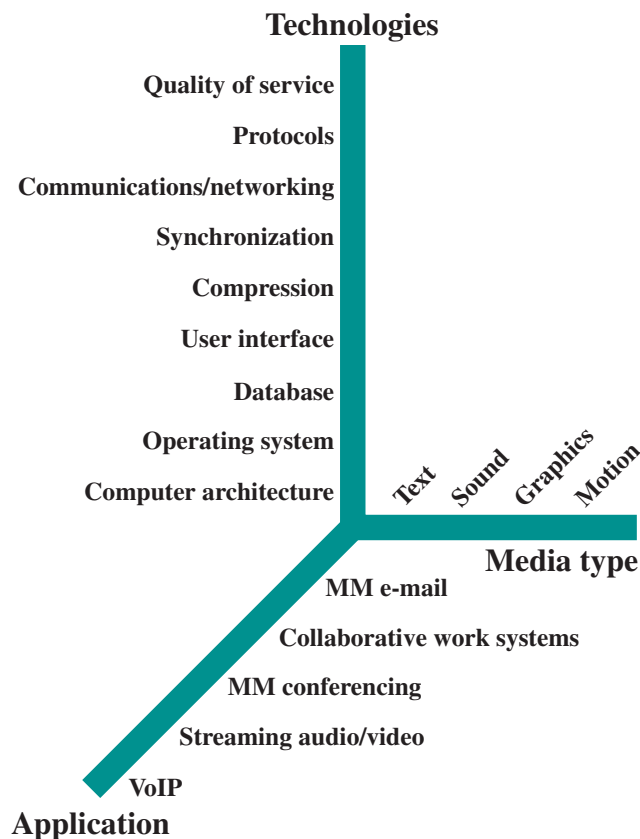 Technologies
Quality of service
Protocols
Communications/networking
Synchronization
Compression
User interface
Database
Operating system
Computer architecture
Text
Sound
Graphics
Motion
Media type
MM e-mail
Collaborative work systems
MM conferencing
Streaming audio/video
VoIP
Application